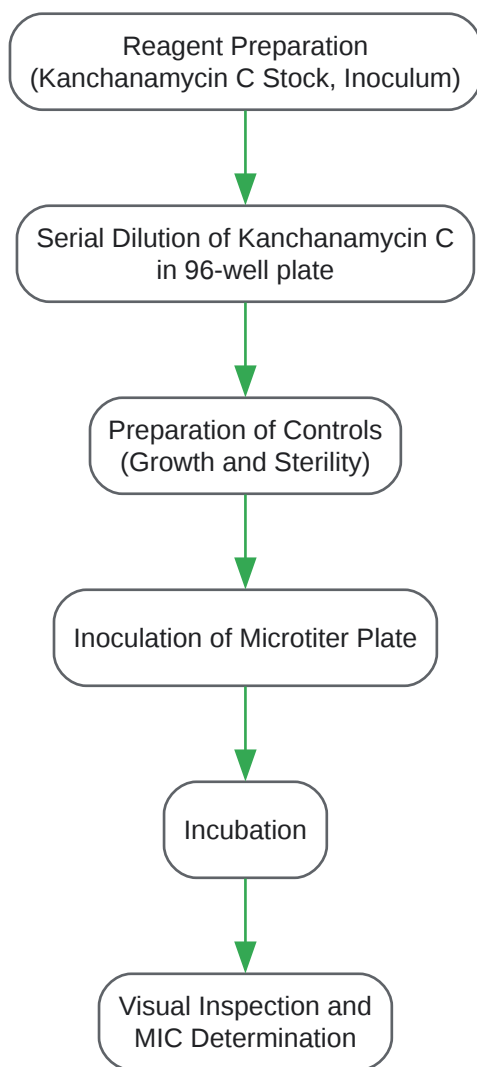 Reagent Preparation
(Kanchanamycin C Stock, Inoculum)
Serial Dilution of Kanchanamycin C
in 96-well plate
Preparation of Controls
(Growth and Sterility)
Inoculation of Microtiter Plate
Incubation
Visual Inspection and
MIC Determination